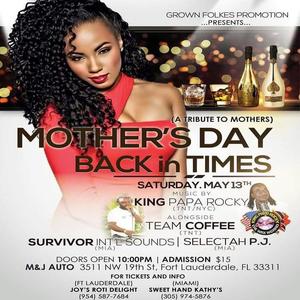 GROWN FOLKES PROMOTION
...PRESENTS...
(A TRIBUTE TO MOTHERS)
MOTHER'S DAY
BACK in TIMES
SATURDAY. MAY 13TH
MUSIC BY
KING PAPA ROCKY
(TNT/NYC)
ALONGSIDE
TEAM COFFEE
(TNT)
SURVIVOR INT'L SOUNDS | SELECTAH P.J.
(MIA) (MIA)
DOORS OPEN 10:00PM | ADMISSION $15
M&J AUTO 3511 NW 19th St, Fort Lauderdale, FL 33311
FOR TICKETS AND INFO
(FT LAUDERDALE) (MIAMI)
JOY'S ROTI DELIGHT SWEET HAND KATHY'S
(954) 587-7684 (305) 974-5876